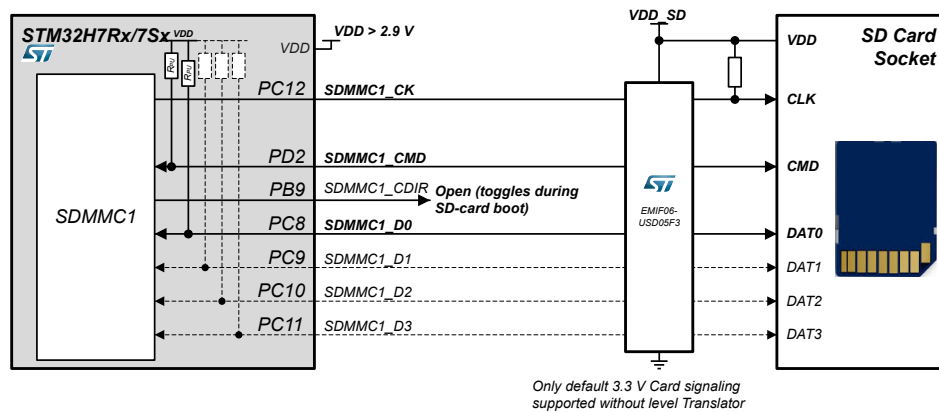 STM32H7Rx/7Sx
VDD
VDD > 2.9 V
VDD
VDD_SD
VDD
SD Card
Socket
ST
RPU
RPU
PC12
SDMMC1_CK
CLK
PD2
SDMMC1_CMD
CMD
PB9
SDMMC1_CDIR
Open (toggles during
SD-card boot)
ST
EMIF06-
USD05F3
SDMMC1
PC8
SDMMC1_D0
DAT0
PC9
SDMMC1_D1
DAT1
PC10
SDMMC1_D2
DAT2
PC11
SDMMC1_D3
DAT3
Only default 3.3 V Card signaling
supported without level Translator